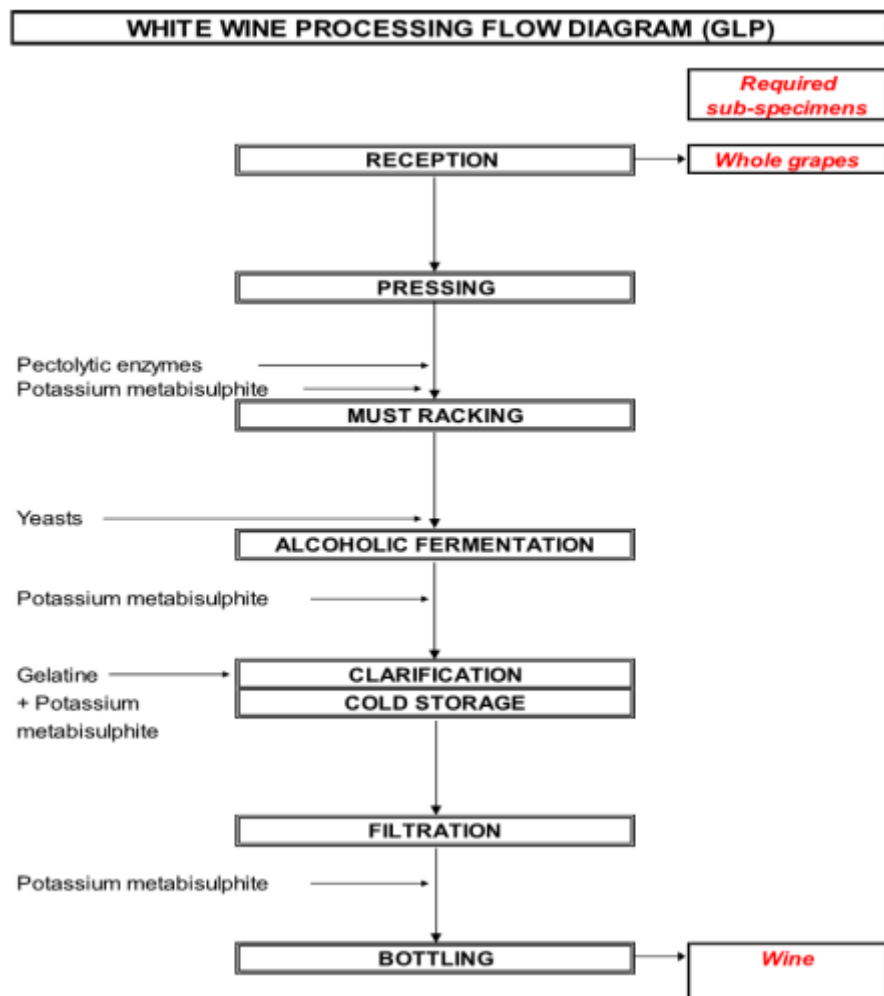 WHITE WINE PROCESSING FLOW DIAGRAM (GLP)
Required
sub-specimens
RECEPTION
Whole grapes
PRESSING
Pectolytic enzymes
Potassium metabisulphite
MUST RACKING
Yeasts
ALCOHOLIC FERMENTATION
Potassium metabisulphite
Gelatine
+ Potassium
metabisulphite
CLARIFICATION
COLD STORAGE
FILTRATION
Potassium metabisulphite
BOTTLING
Wine